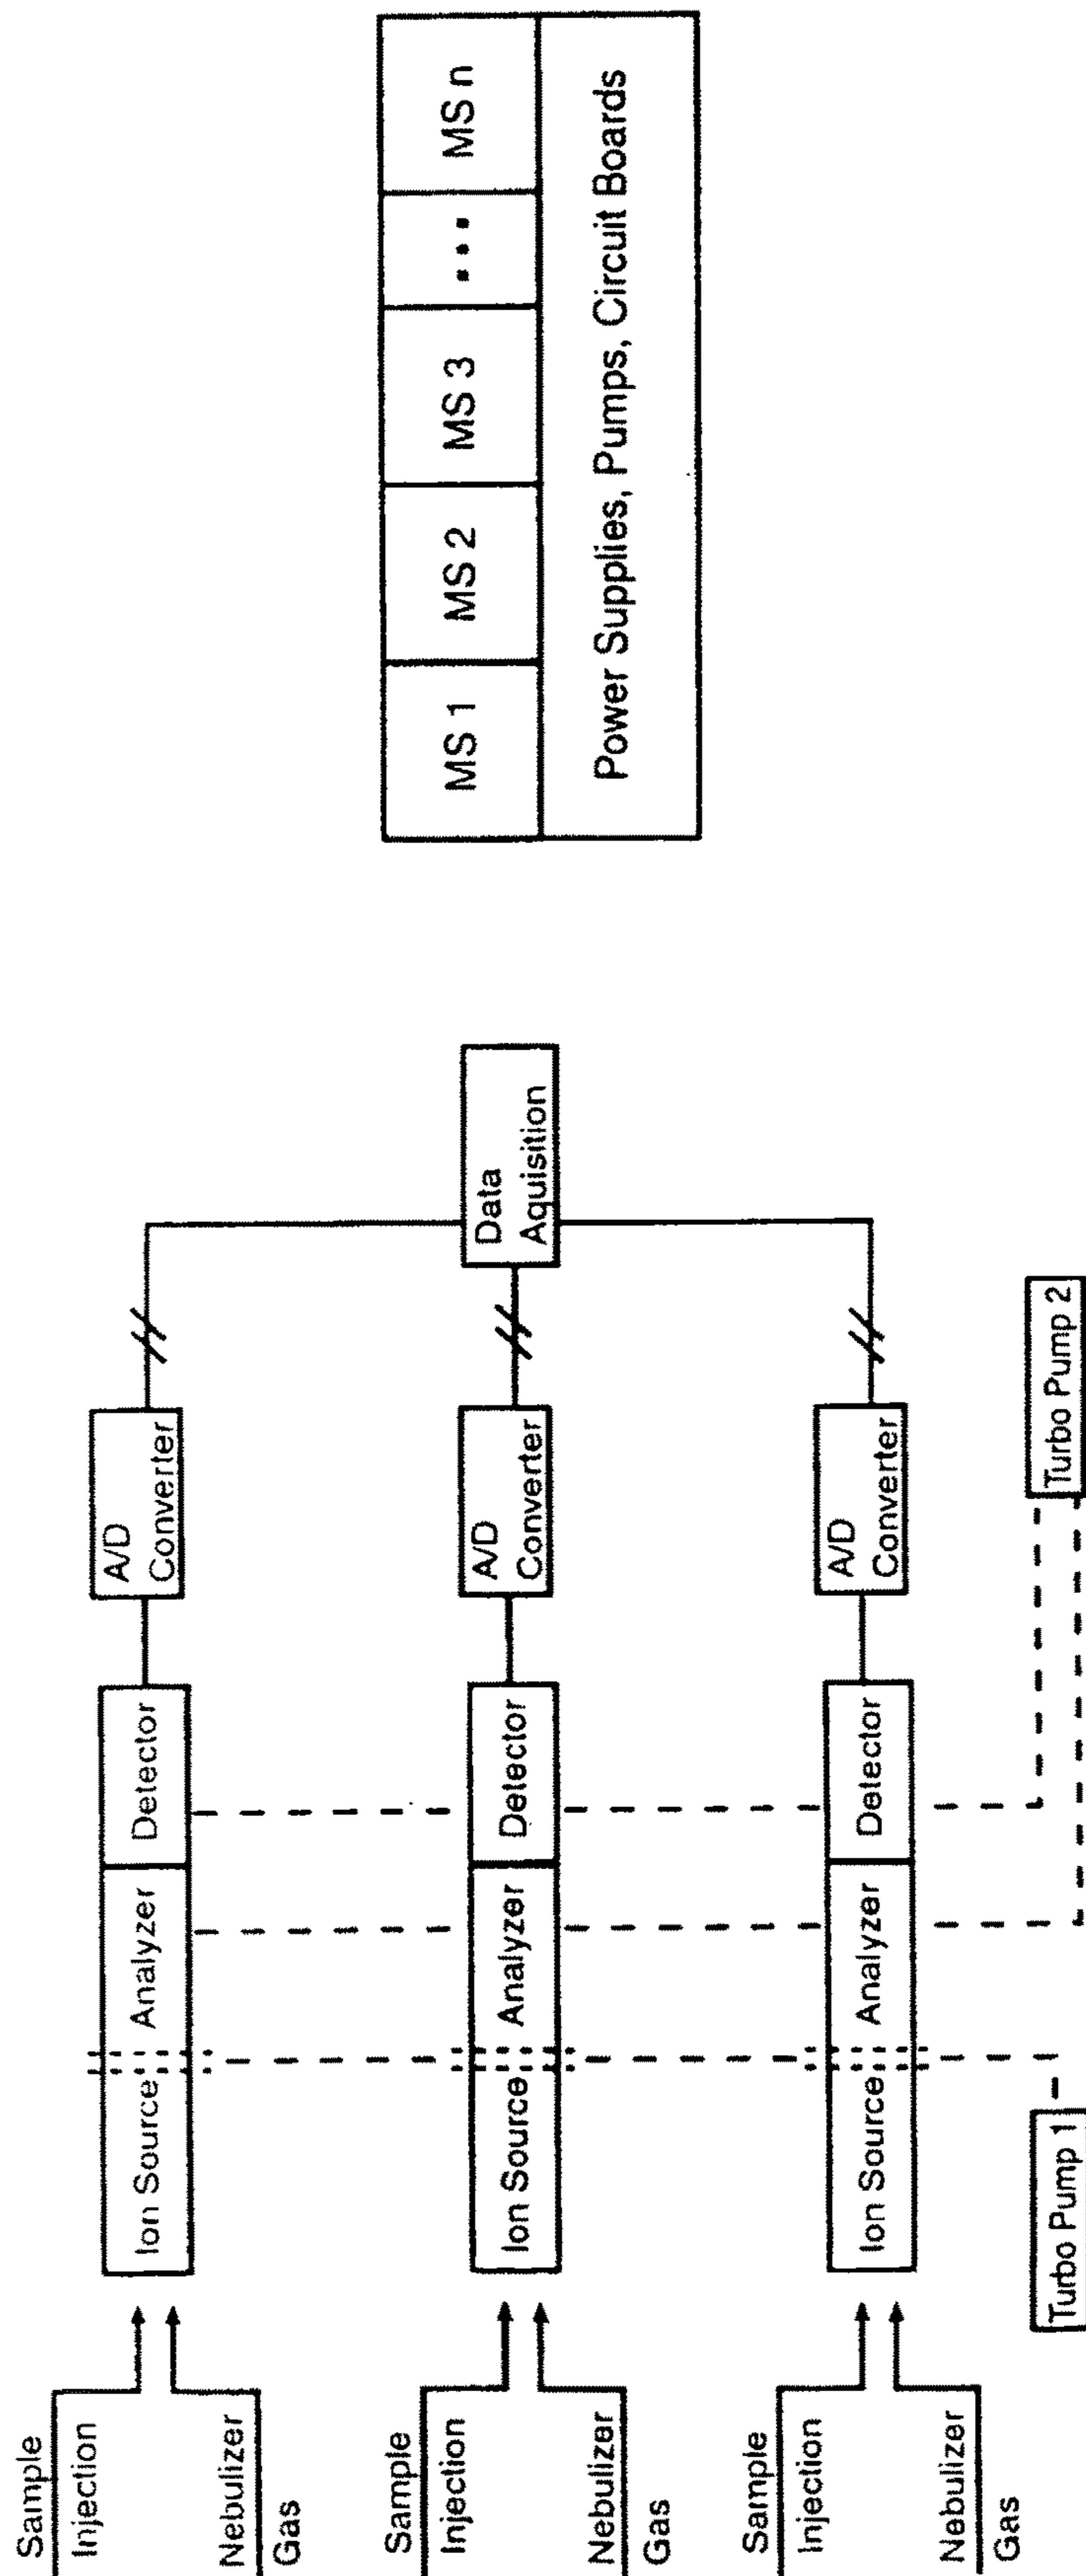 Sample
Injection
Nebulizer
Gas
Ion Source
Analyzer
Detector
A/D
Converter
Sample
Injection
Nebulizer
Gas
Ion Source
Analyzer
Detector
A/D
Converter
Data
Aquisition
Sample
Injection
Nebulizer
Gas
Ion Source
Analyzer
Detector
A/D
Converter
Turbo Pump 1
Turbo Pump 2
MS 1
MS 2
MS 3
...
MS n
Power Supplies, Pumps, Circuit Boards